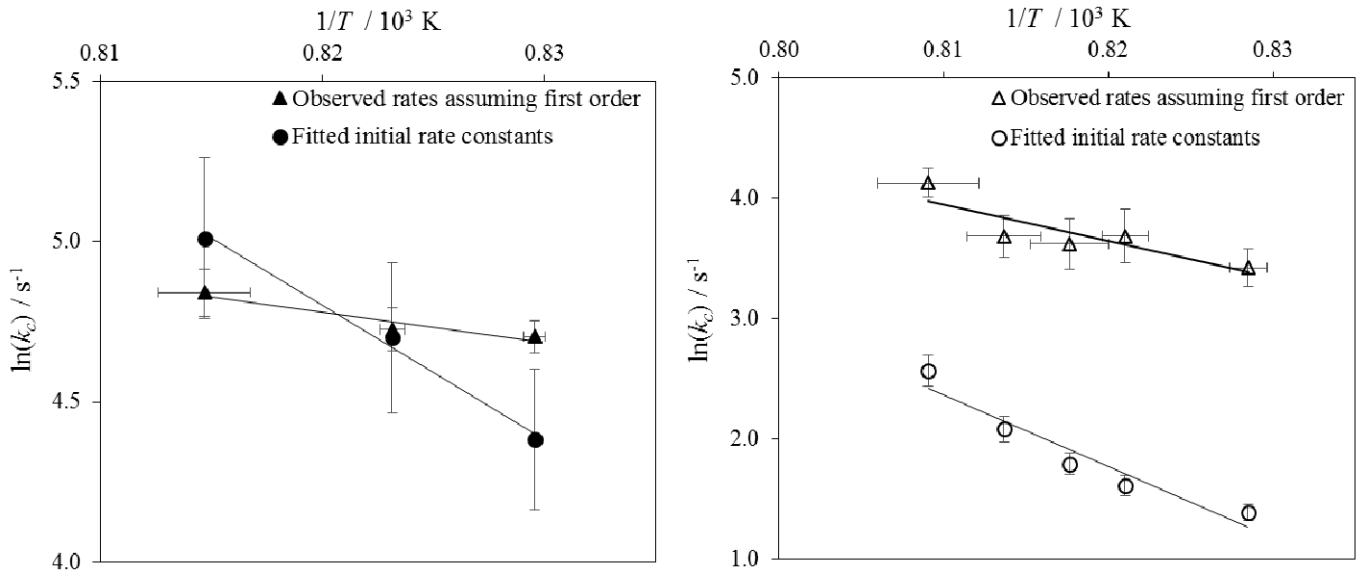 1/T / 10³ K
0.81 0.82 0.83
5.5
▲ Observed rates assuming first order
● Fitted initial rate constants
5.0
ln(k_c) / s⁻¹
4.5
4.0
1/T / 10³ K
0.80 0.81 0.82 0.83
5.0
△ Observed rates assuming first order
○ Fitted initial rate constants
4.0
3.0
ln(k_c) / s⁻¹
2.0
1.0